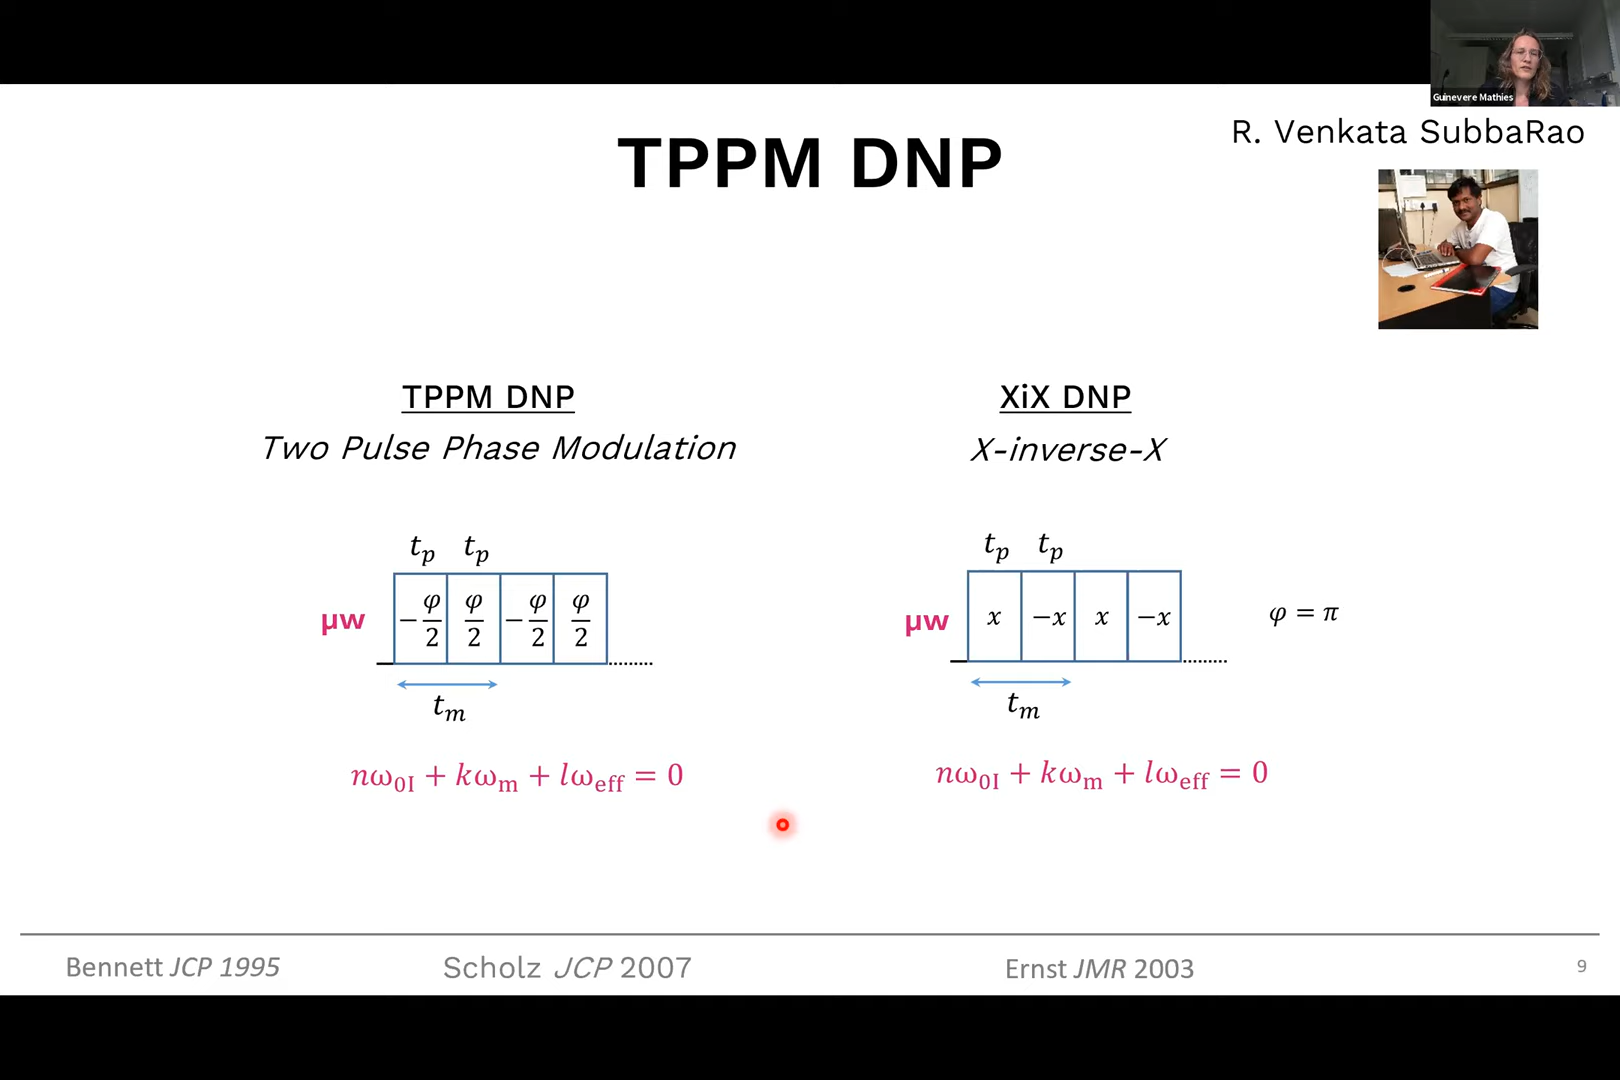 Guinevere Mathies
R. Venkata SubbaRao
TPPM DNP
TPPM DNP
Two Pulse Phase Modulation
t_p t_p
μw
−φ/2 φ/2 −φ/2 φ/2
t_m
nω_0I + kω_m + lω_eff = 0
XiX DNP
X-inverse-X
t_p t_p
μw
x −x x −x
φ = π
t_m
nω_0I + kω_m + lω_eff = 0
Bennett JCP 1995
Scholz JCP 2007
Ernst JMR 2003
9